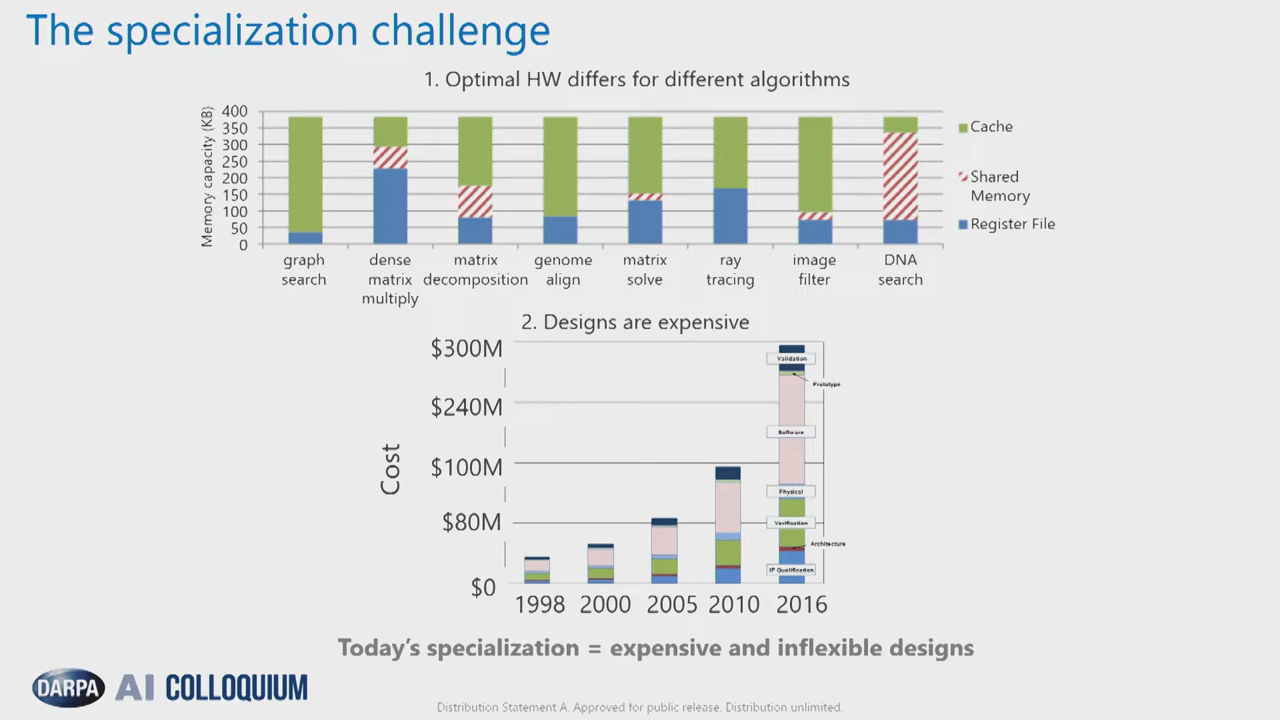 The specialization challenge
1. Optimal HW differs for different algorithms
Memory capacity (KB)
400
350
300
250
200
150
100
50
0
graph
search
dense
matrix
multiply
matrix
decomposition
genome
align
matrix
solve
ray
tracing
image
filter
DNA
search
Cache
Shared
Memory
Register File
2. Designs are expensive
Cost
$300M
$240M
$100M
$80M
$0
1998 2000 2005 2010 2016
Validation
Prototype
Software
Physical
Verification
Architecture
IP Qualification
Today's specialization = expensive and inflexible designs
DARPA AI COLLOQUIUM
Distribution Statement A. Approved for public release. Distribution unlimited.